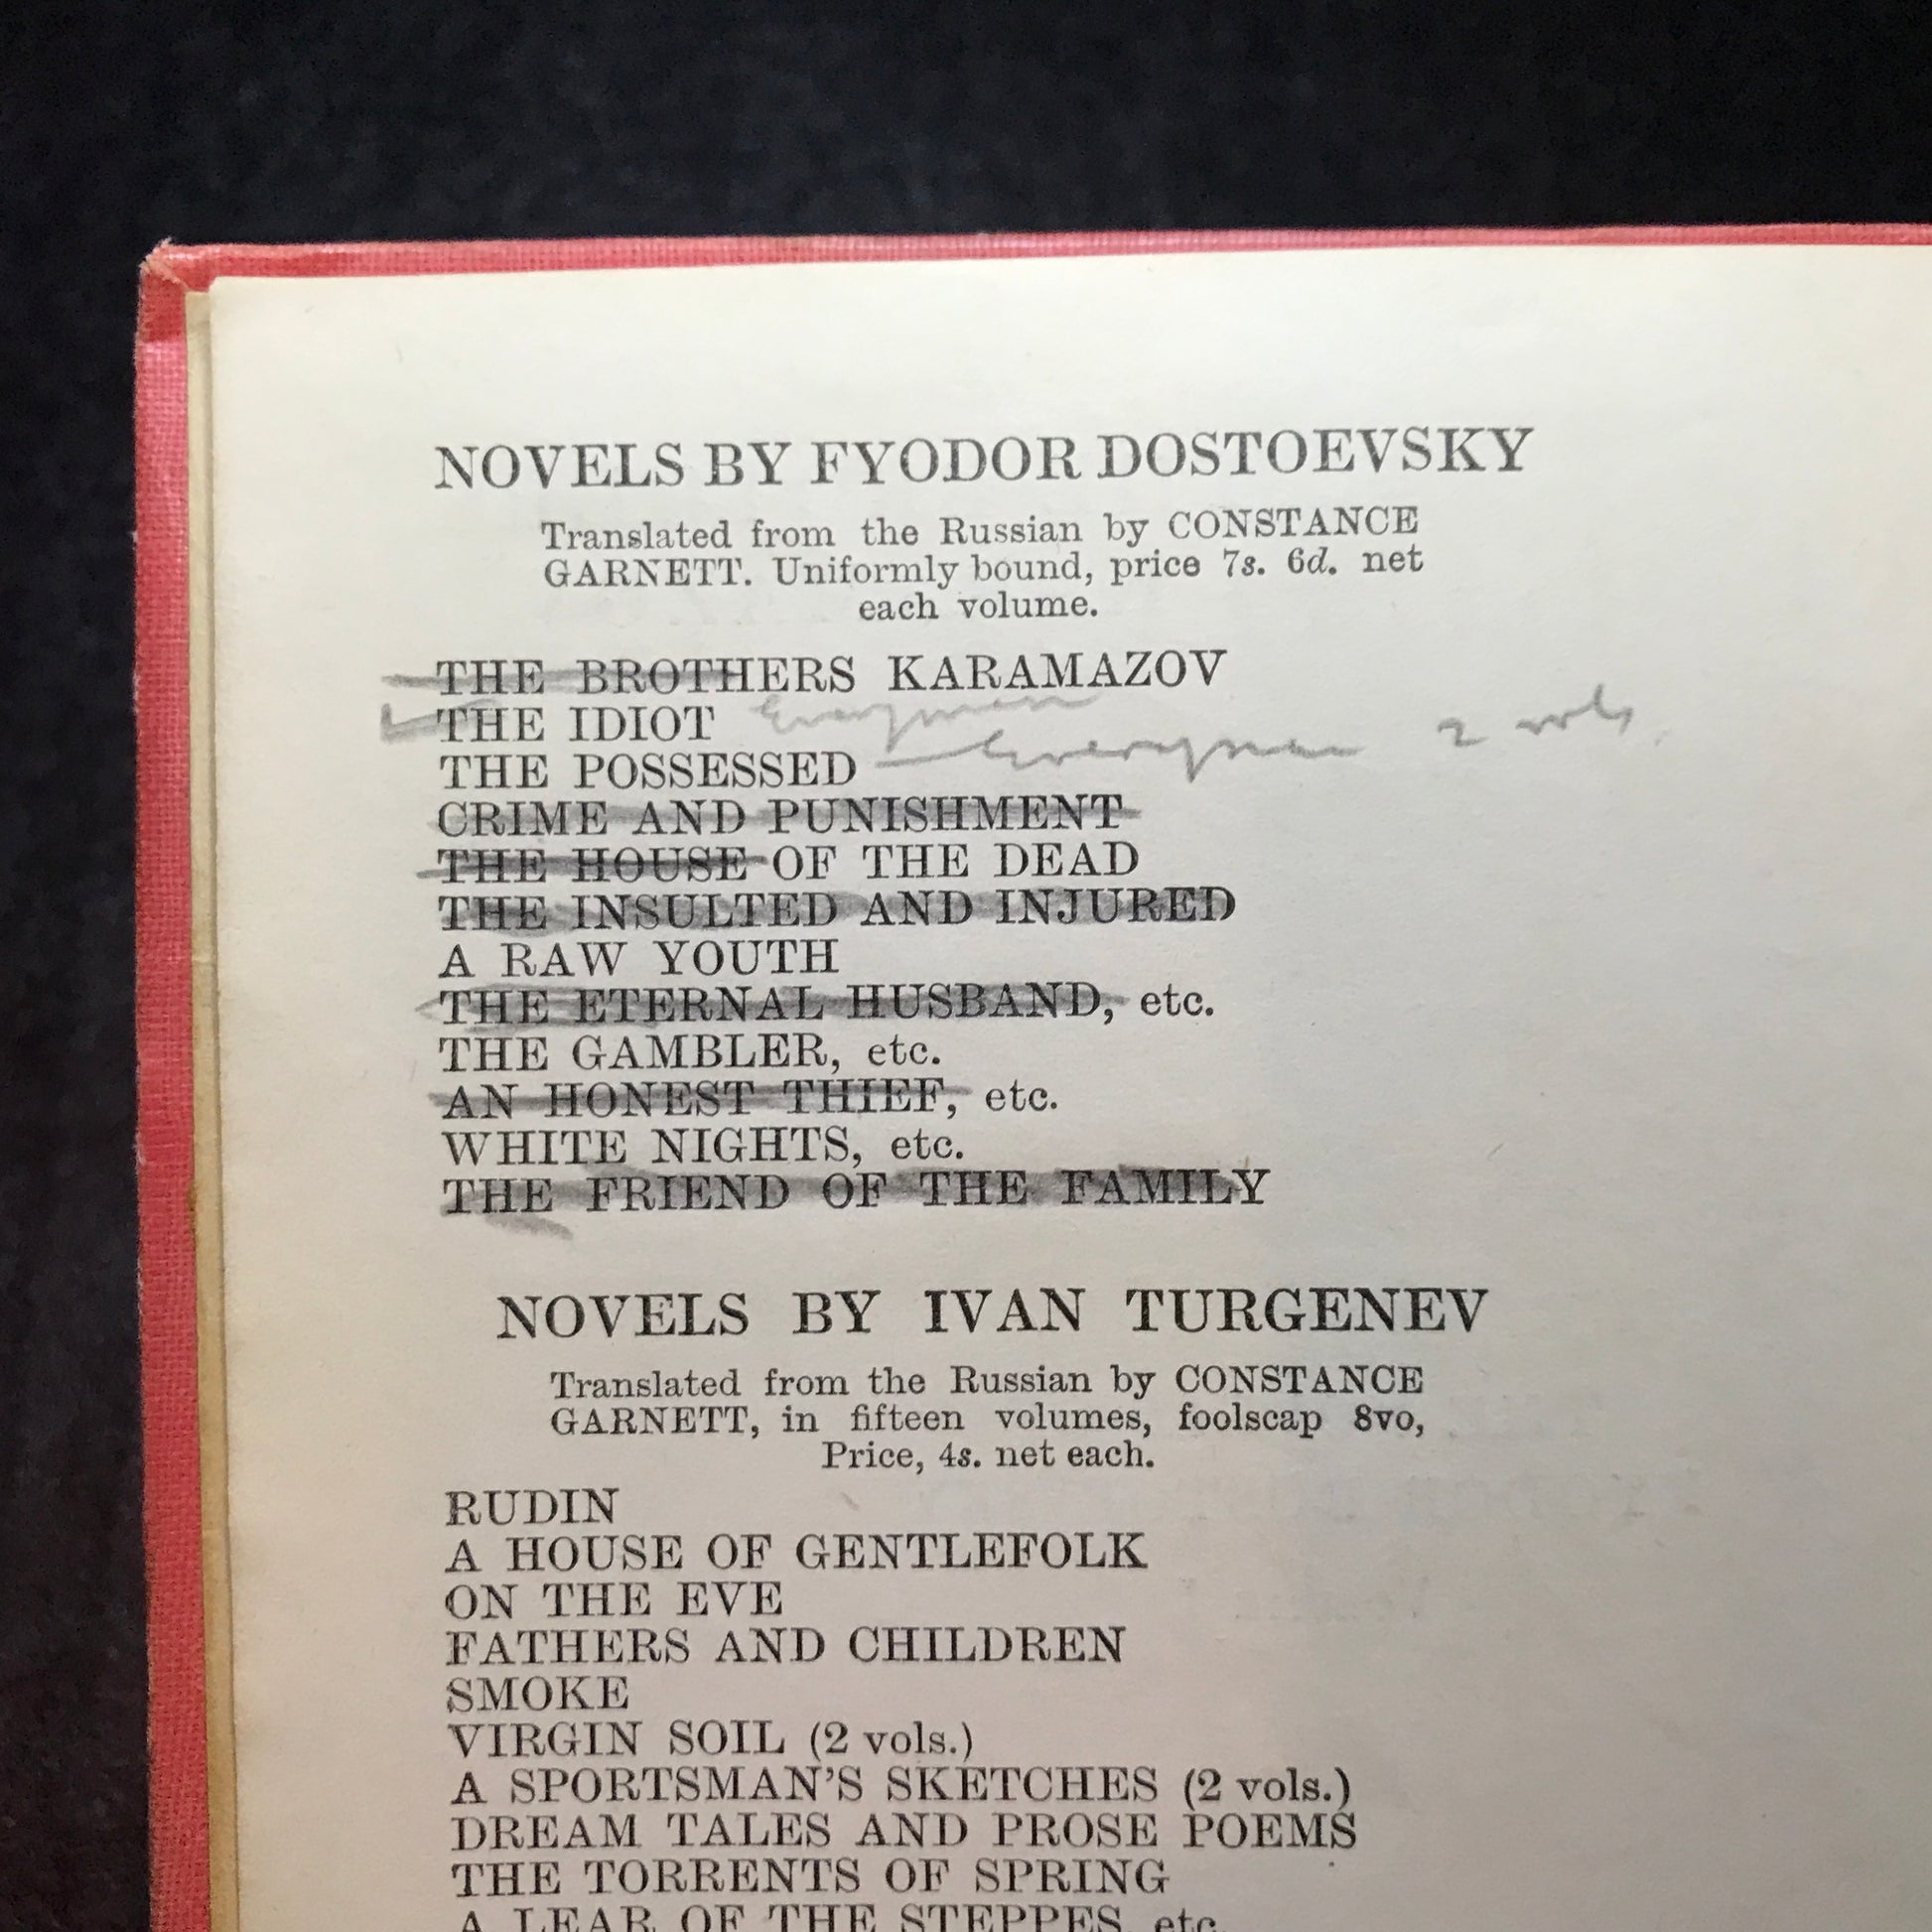 NOVELS BY FYODOR DOSTOEVSKY
Translated from the Russian by CONSTANCE
GARNETT. Uniformly bound, price 7s. 6d. net
each volume.
THE BROTHERS KARAMAZOV
THE IDIOT Everyman
THE POSSESSED — Everyman 2 vols.
CRIME AND PUNISHMENT
THE HOUSE OF THE DEAD
THE INSULTED AND INJURED
A RAW YOUTH
THE ETERNAL HUSBAND, etc.
THE GAMBLER, etc.
AN HONEST THIEF, etc.
WHITE NIGHTS, etc.
THE FRIEND OF THE FAMILY
NOVELS BY IVAN TURGENEV
Translated from the Russian by CONSTANCE
GARNETT, in fifteen volumes, foolscap 8vo,
Price, 4s. net each.
RUDIN
A HOUSE OF GENTLEFOLK
ON THE EVE
FATHERS AND CHILDREN
SMOKE
VIRGIN SOIL (2 vols.)
A SPORTSMAN'S SKETCHES (2 vols.)
DREAM TALES AND PROSE POEMS
THE TORRENTS OF SPRING
A LEAR OF THE STEPPES, etc.